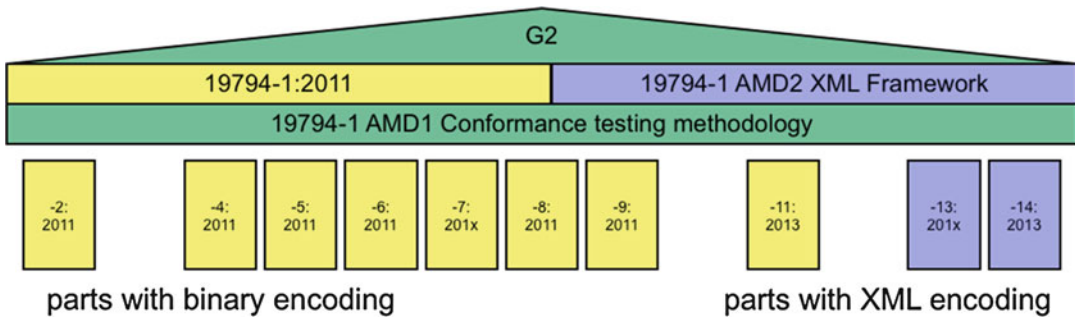 G2
19794-1:2011
19794-1 AMD2 XML Framework
19794-1 AMD1 Conformance testing methodology
-2:
2011
-4:
2011
-5:
2011
-6:
2011
-7:
201x
-8:
2011
-9:
2011
-11:
2013
-13:
201x
-14:
2013
parts with binary encoding
parts with XML encoding